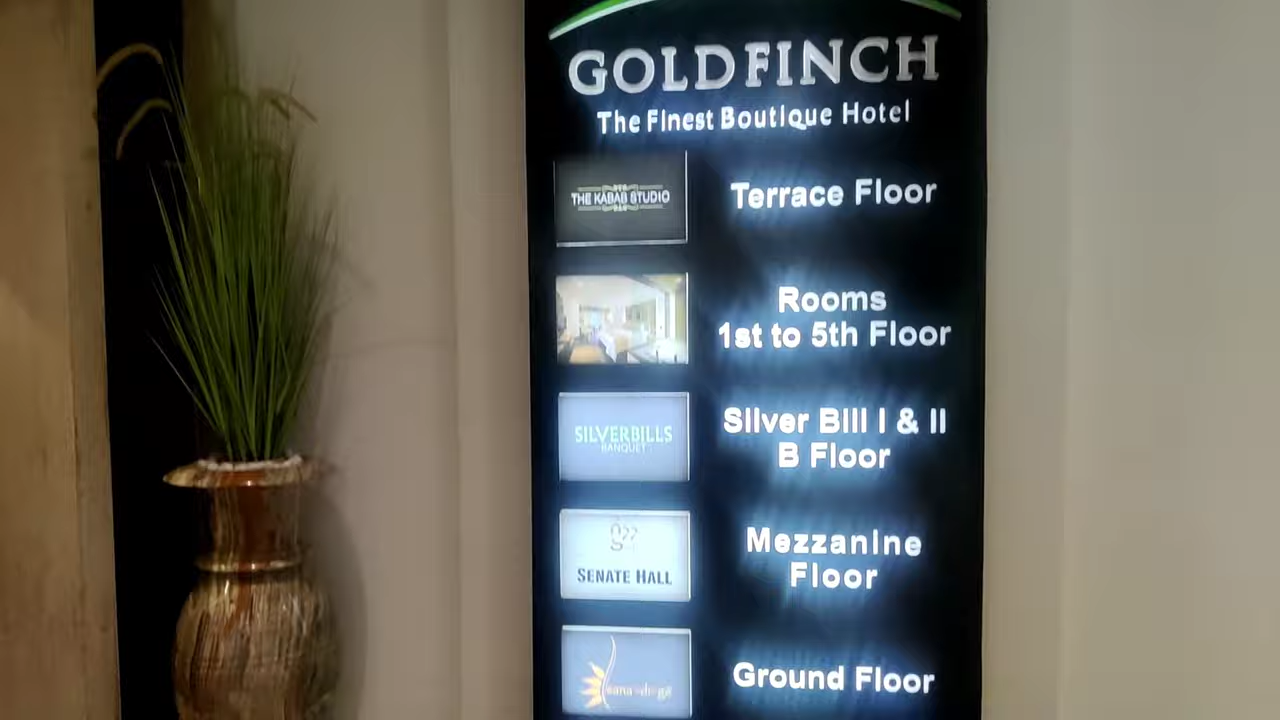 GOLDFINCH
The Finest Boutique Hotel
THE KABAB STUDIO
Terrace Floor
Rooms
1st to 5th Floor
SILVERBILLS
BANQUET
Silver Bill I & II
B Floor
SENATE HALL
Mezzanine
Floor
Ground Floor